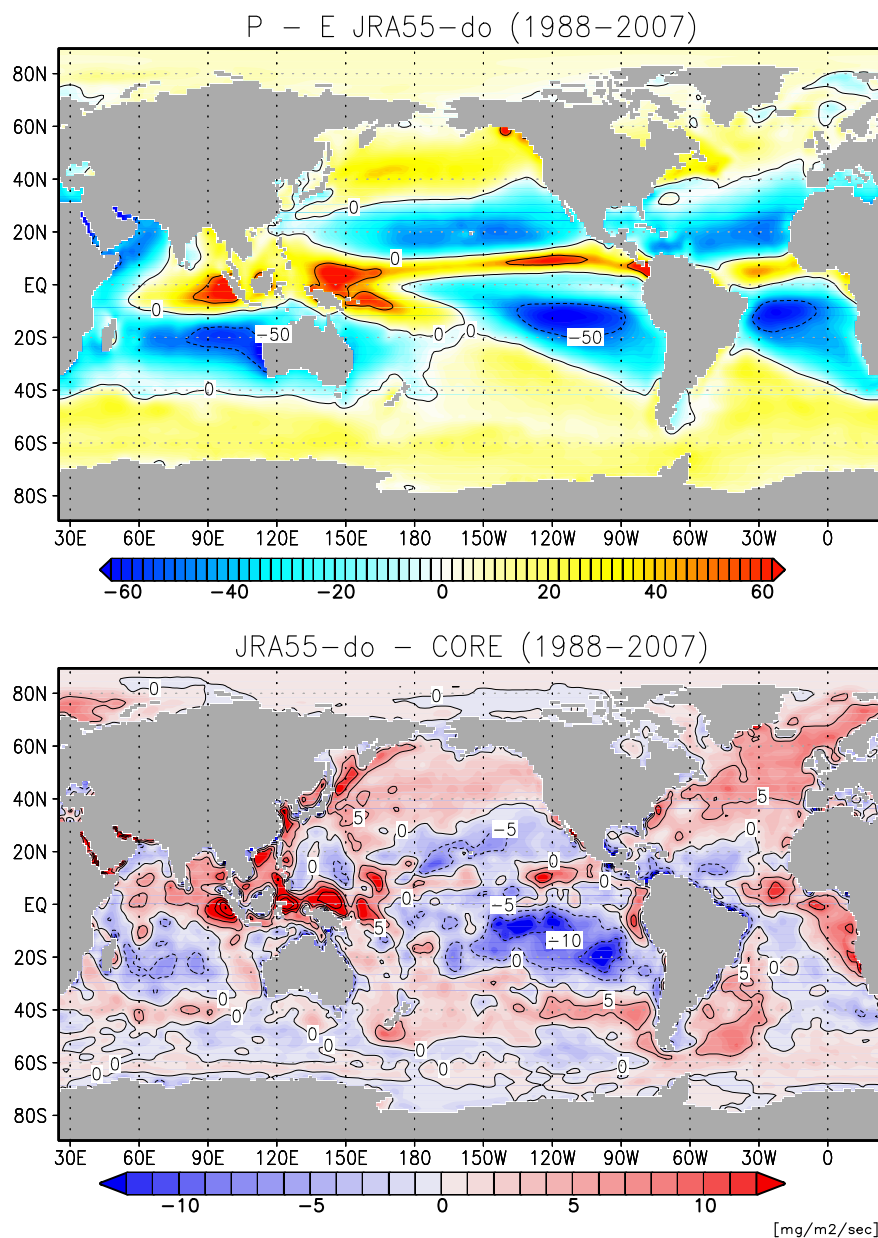 P − E JRA55−do (1988−2007)
80N
60N
40N
20N
EQ
20S
40S
60S
80S
0
0
0
0
0
0
−50
−50
30E 60E 90E 120E 150E 180 150W 120W 90W 60W 30W 0
−60 −40 −20 0 20 40 60
JRA55−do − CORE (1988−2007)
80N
60N
40N
20N
EQ
20S
40S
60S
80S
0
0
5
5
0
−5
0
0
0
0
−5
5
−10
0
5
0
0
5
0
0
0
0
0
0
0
30E 60E 90E 120E 150E 180 150W 120W 90W 60W 30W 0
−10 −5 0 5 10
[mg/m2/sec]